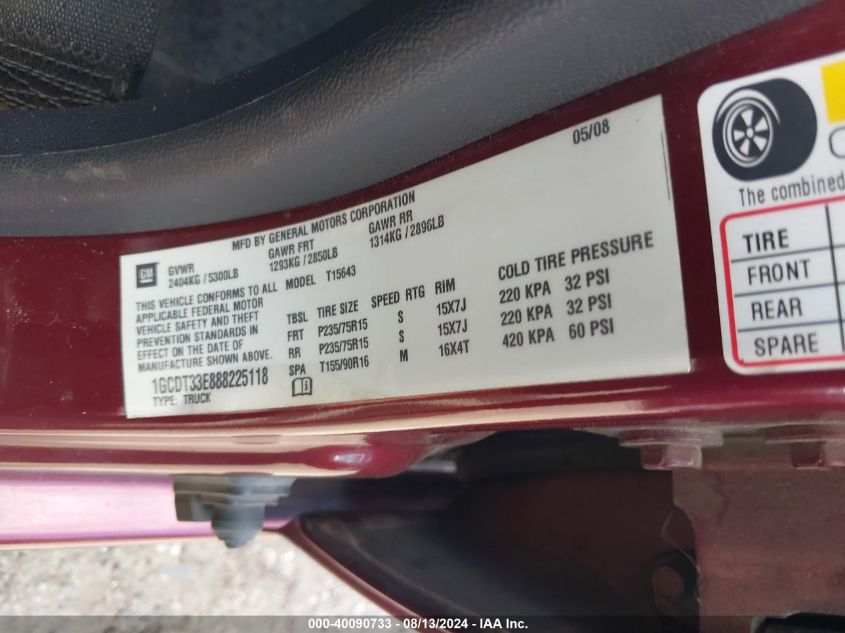 05/08
MFD BY GENERAL MOTORS CORPORATION
GM
GVWR GAWR FRT GAWR RR
2404KG / 5300LB 1293KG / 2850LB 1314KG / 2896LB
THIS VEHICLE CONFORMS TO ALL MODEL T15643
APPLICABLE FEDERAL MOTOR
VEHICLE SAFETY AND THEFT
PREVENTION STANDARDS IN
EFFECT ON THE DATE OF
MANUFACTURE SHOWN ABOVE.
TBSL TIRE SIZE SPEED RTG RIM COLD TIRE PRESSURE
FRT P235/75R15 S 15X7J 220 KPA 32 PSI
RR P235/75R15 S 15X7J 220 KPA 32 PSI
SPA T155/90R16 M 16X4T 420 KPA 60 PSI
1GCDT33E888225118
TYPE: TRUCK
The combined
TIRE
FRONT
REAR
SPARE
000-40090733 - 08/13/2024 - IAA, Inc.